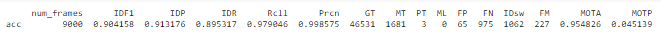 num_frames IDF1 IDP IDR Rcll Prcn GT MT PT ML FP FN IDsw FM MOTA MOTP
acc 9000 0.904158 0.913176 0.895317 0.979046 0.998575 46531 1681 3 0 65 975 1062 227 0.954826 0.045139